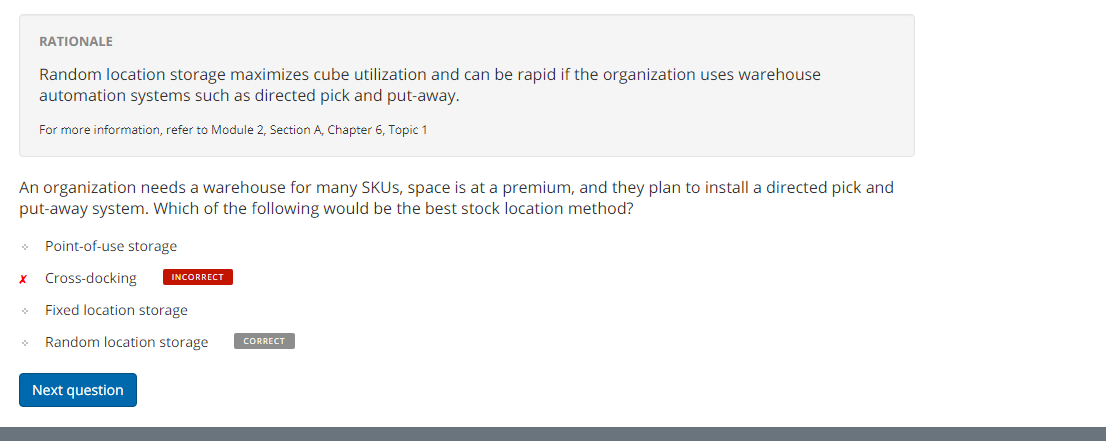 RATIONALE
Random location storage maximizes cube utilization and can be rapid if the organization uses warehouse
automation systems such as directed pick and put-away.
For more information, refer to Module 2, Section A, Chapter 6, Topic 1
An organization needs a warehouse for many SKUs, space is at a premium, and they plan to install a directed pick and
put-away system. Which of the following would be the best stock location method?
Point-of-use storage
✗ Cross-docking INCORRECT
Fixed location storage
Random location storage CORRECT
Next question